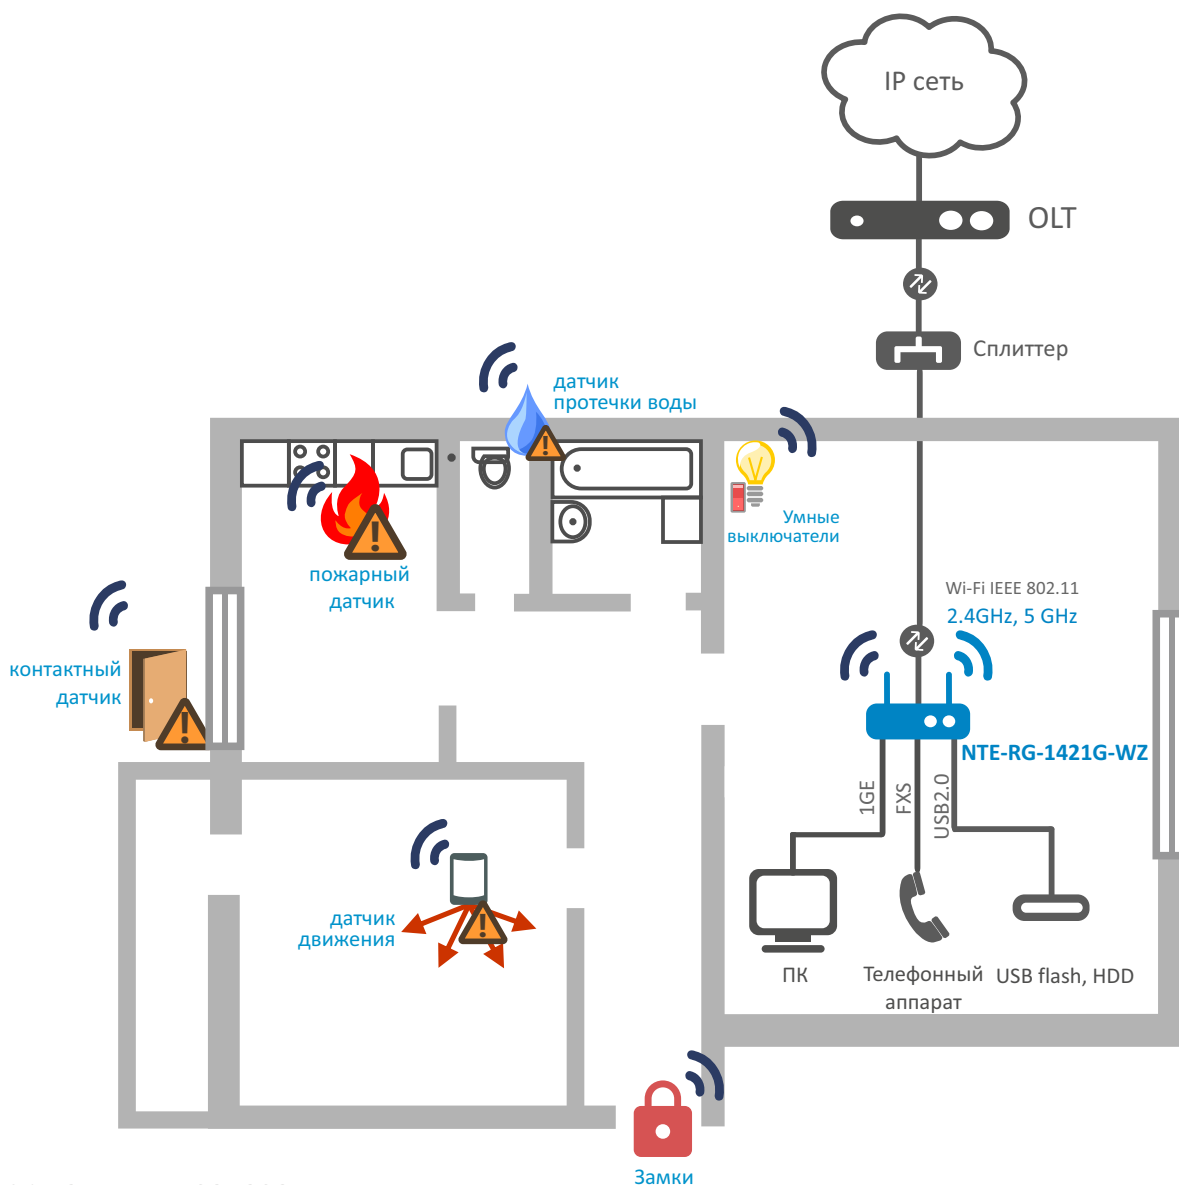 IP сеть
OLT
Сплиттер
датчик
протечки воды
Умные
выключатели
пожарный
датчик
Wi-Fi IEEE 802.11
2.4GHz, 5 GHz
контактный
датчик
NTE-RG-1421G-WZ
1GE
FXS
USB2.0
датчик
движения
ПК
Телефонный
аппарат
USB flash, HDD
Замки